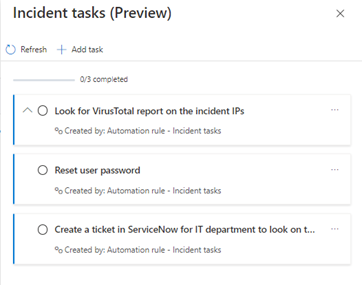 Incident tasks (Preview)
Refresh
Add task
0/3 completed
Look for VirusTotal report on the incident IPs
Created by: Automation rule - Incident tasks
Reset user password
Created by: Automation rule - Incident tasks
Create a ticket in ServiceNow for IT department to look on t...
Created by: Automation rule - Incident tasks